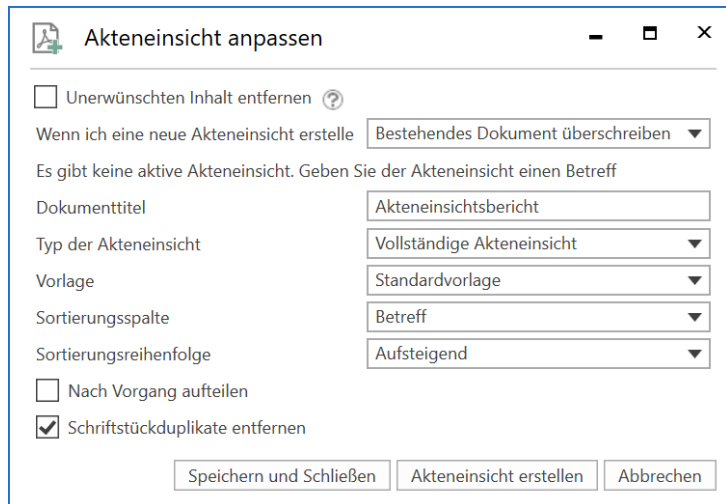 Akteneinsicht anpassen
Unerwünschten Inhalt entfernen ?
Wenn ich eine neue Akteneinsicht erstelle Bestehendes Dokument überschreiben
Es gibt keine aktive Akteneinsicht. Geben Sie der Akteneinsicht einen Betreff
Dokumenttitel Akteneinsichtsbericht
Typ der Akteneinsicht Vollständige Akteneinsicht
Vorlage Standardvorlage
Sortierungsspalte Betreff
Sortierungsreihenfolge Aufsteigend
Nach Vorgang aufteilen
Schriftstückduplikate entfernen
Speichern und Schließen Akteneinsicht erstellen Abbrechen